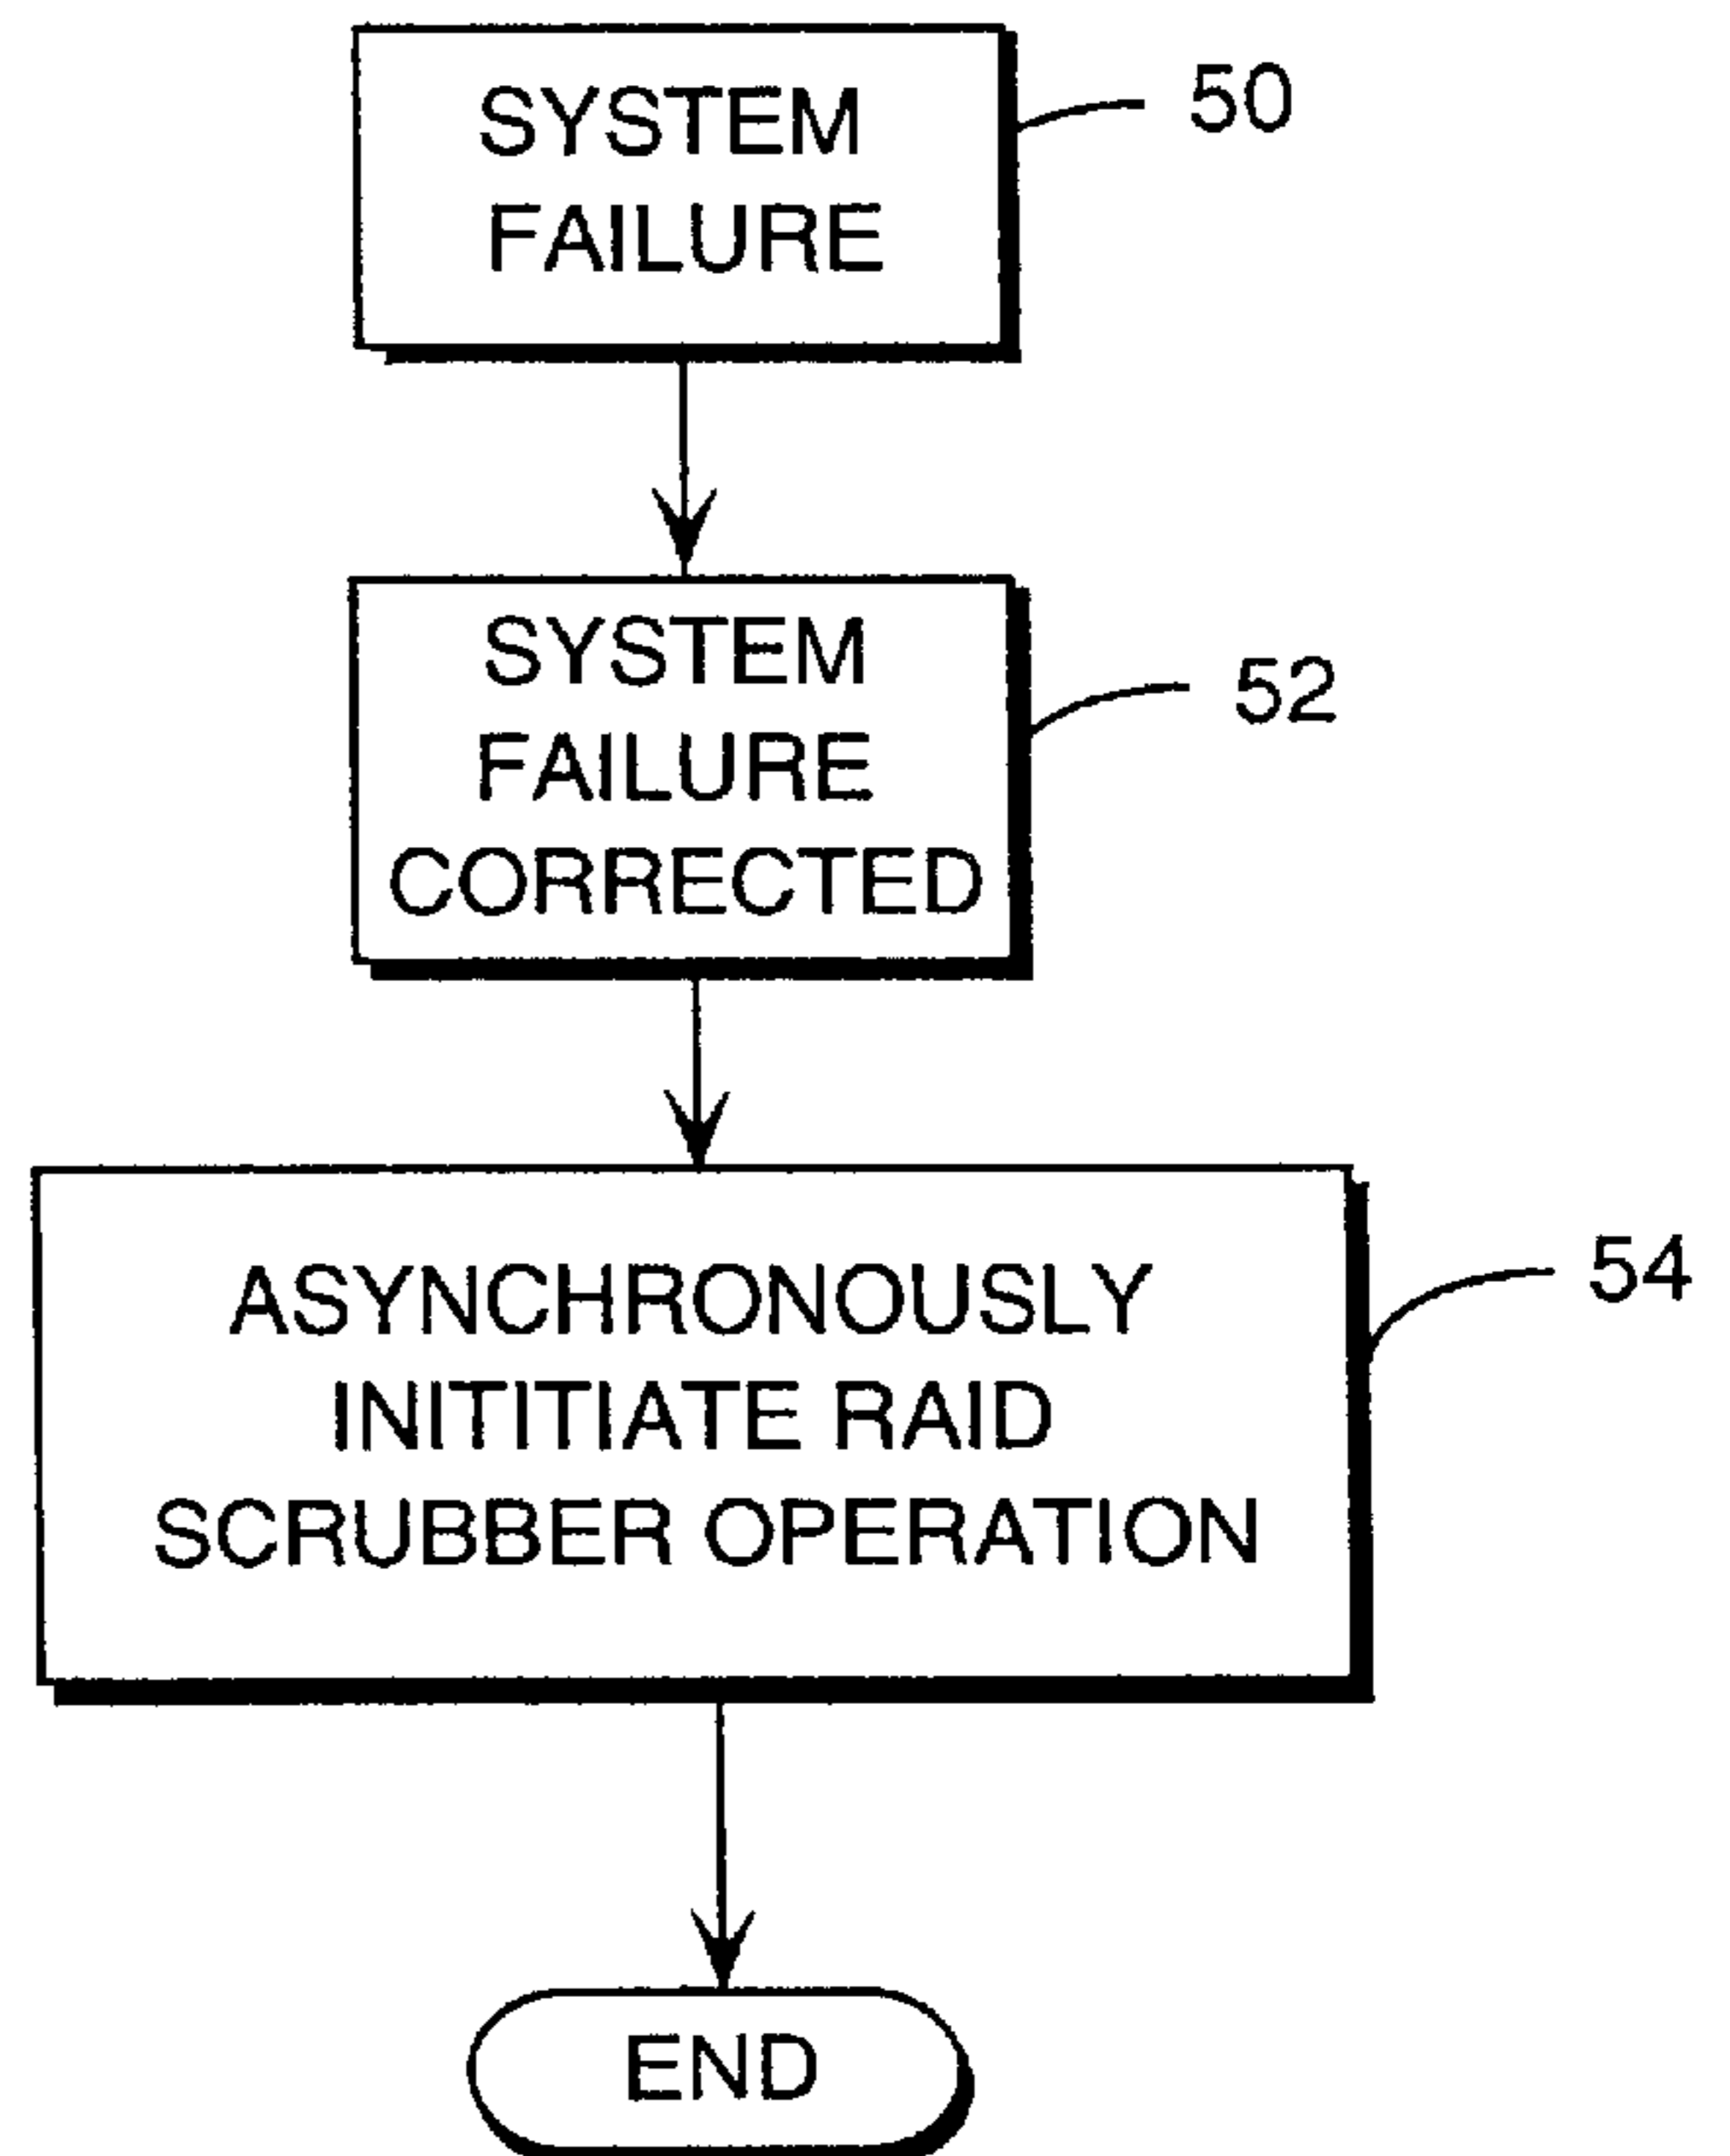 SYSTEM
FAILURE
50
SYSTEM
FAILURE
CORRECTED
52
ASYNCHRONOUSLY
INITITIATE RAID
SCRUBBER OPERATION
54
END